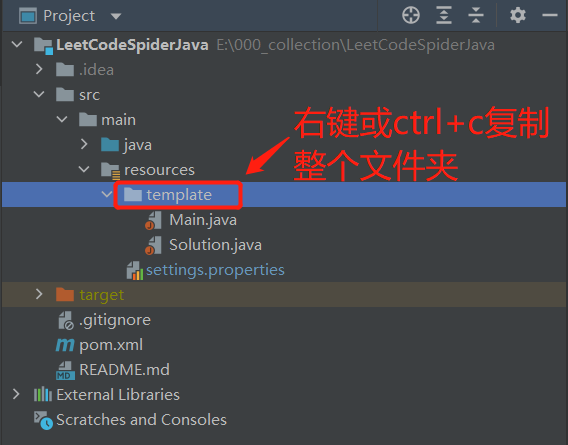 Project
LeetCodeSpiderJava E:\000_collection\LeetCodeSpiderJava
.idea
src
main
java
resources
template
Main.java
Solution.java
settings.properties
target
.gitignore
pom.xml
README.md
External Libraries
Scratches and Consoles
右键或ctrl+c复制
整个文件夹